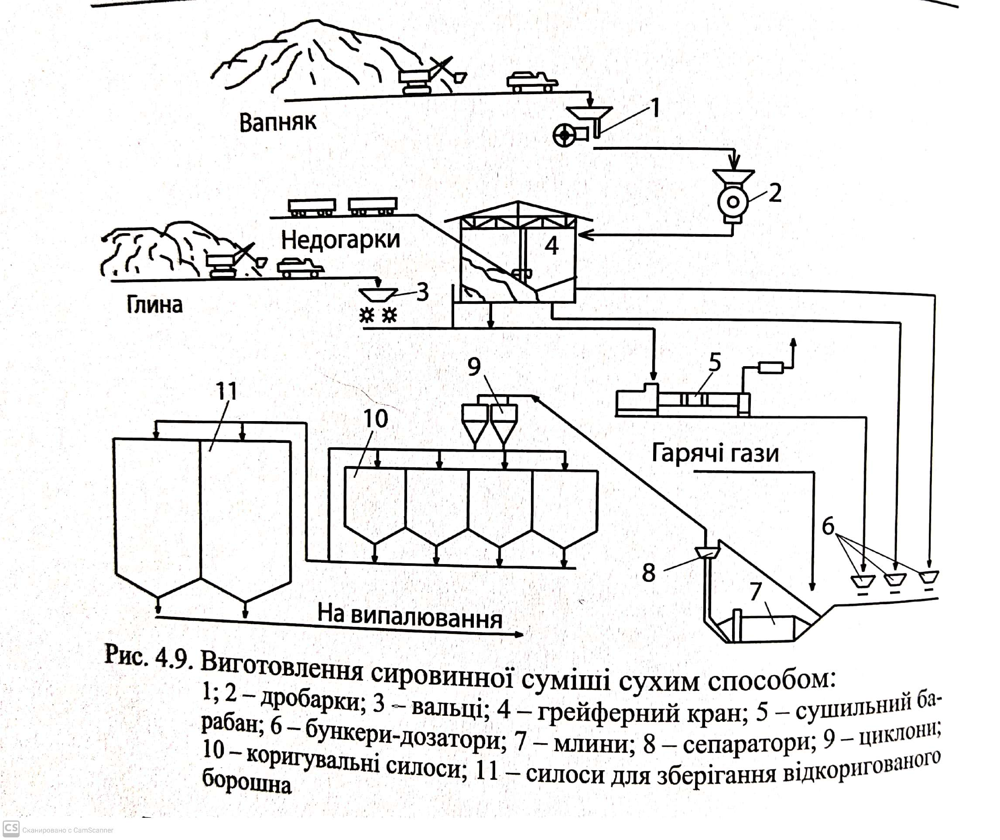 Вапняк
1
2
Недогарки
4
Глина
3
5
9
11
10
Гарячі гази
6
8
7
На випалювання
Рис. 4.9. Виготовлення сировинної суміші сухим способом:
1; 2 – дробарки; 3 – вальці; 4 – грейферний кран; 5 – сушильний ба-
рабан; 6 – бункери-дозатори; 7 – млини; 8 – сепаратори; 9 – циклони;
10 – коригувальні силоси; 11 – силоси для зберігання відкоригованого
борошна
CS Сканировано с CamScanner